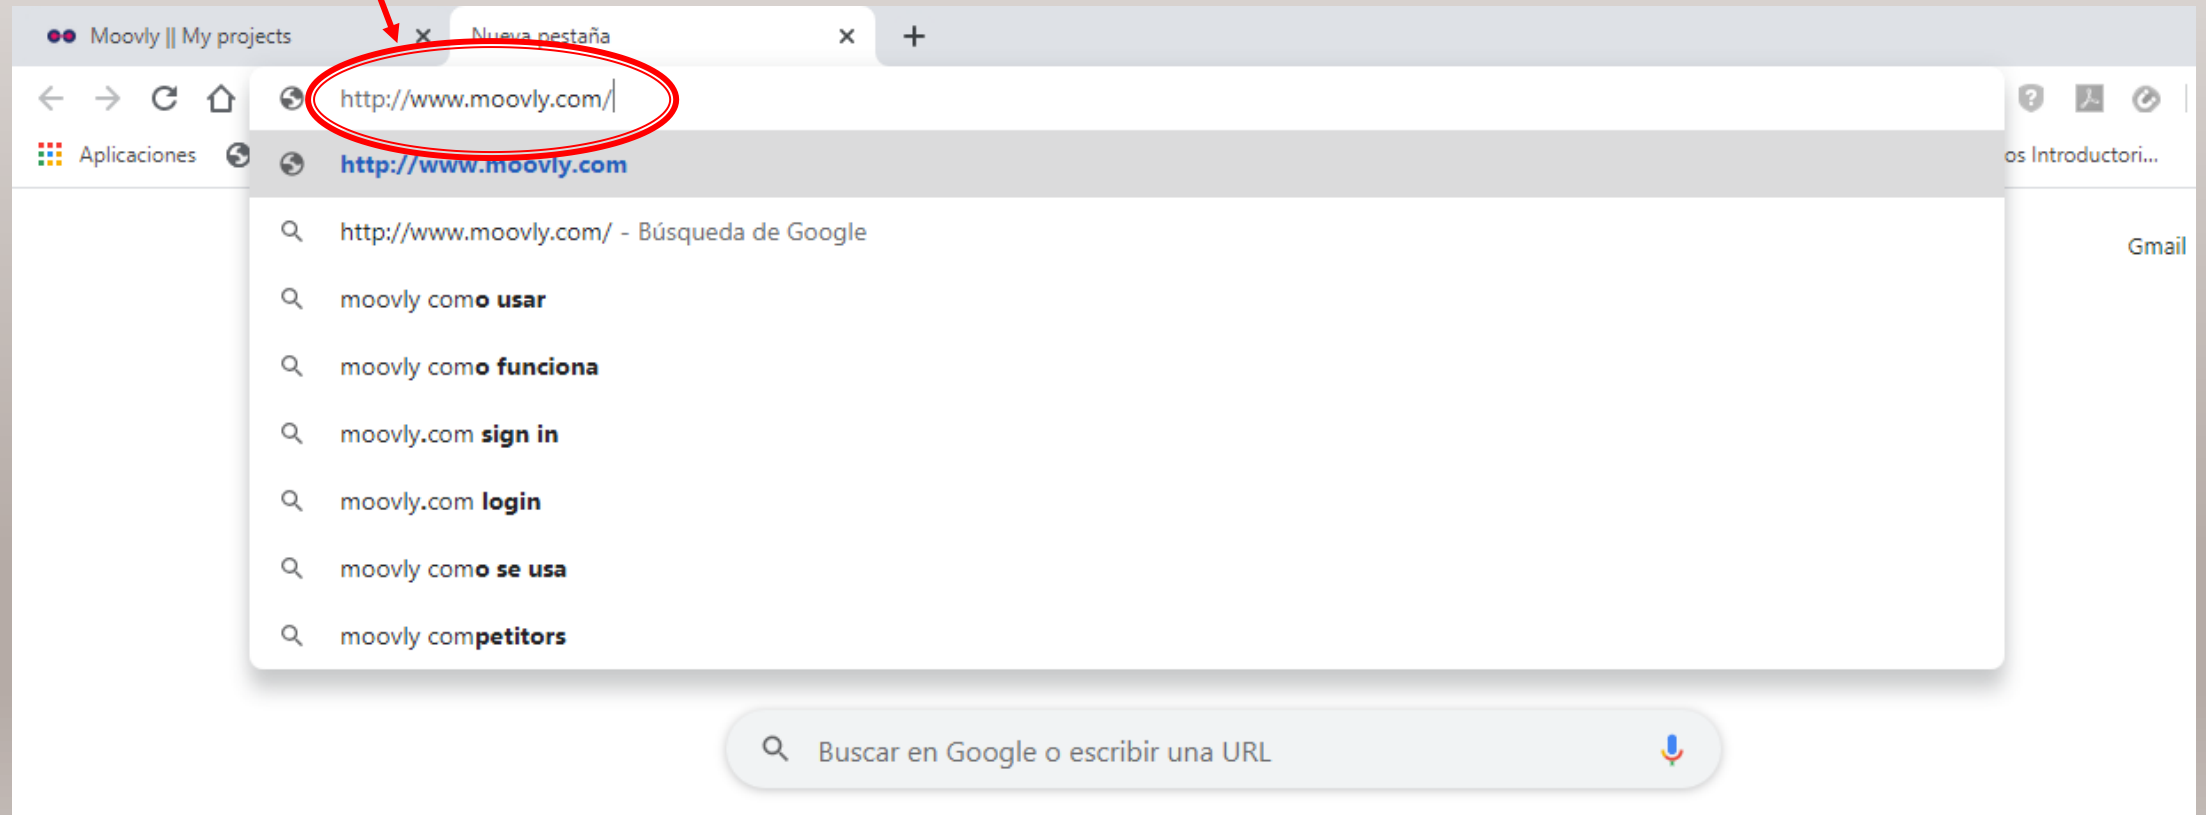 Moovly || My projects
Nueva pestaña
http://www.moovly.com/
Aplicaciones
os Introductori...
http://www.moovly.com
http://www.moovly.com/ - Búsqueda de Google
Gmail
moovly como usar
moovly como funciona
moovly.com sign in
moovly.com login
moovly como se usa
moovly competitors
Buscar en Google o escribir una URL